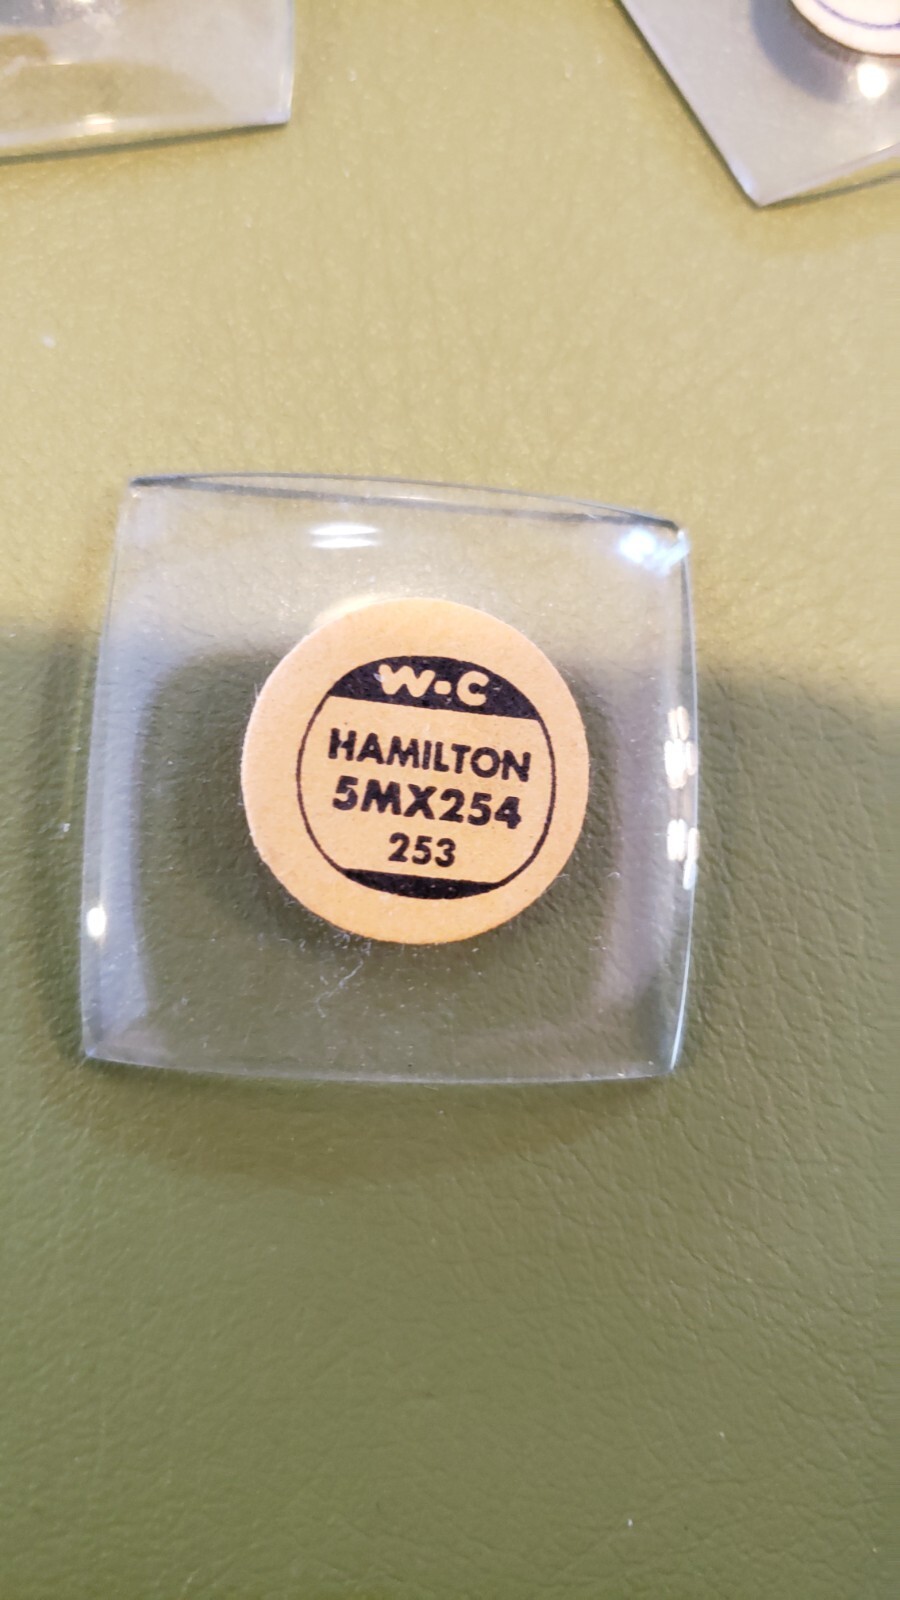 W-C
HAMILTON
5MX254
253